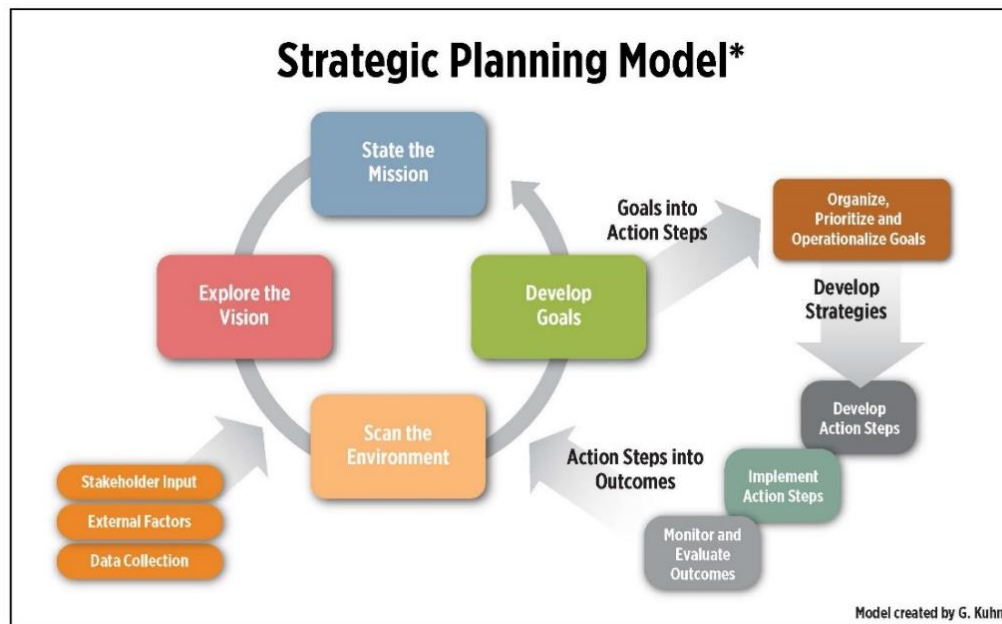 Strategic Planning Model*
State the
Mission
Explore the
Vision
Develop
Goals
Scan the
Environment
Stakeholder Input
External Factors
Data Collection
Goals into
Action Steps
Organize,
Prioritize and
Operationalize Goals
Develop
Strategies
Develop
Action Steps
Implement
Action Steps
Monitor and
Evaluate
Outcomes
Action Steps into
Outcomes
Model created by G. Kuhn